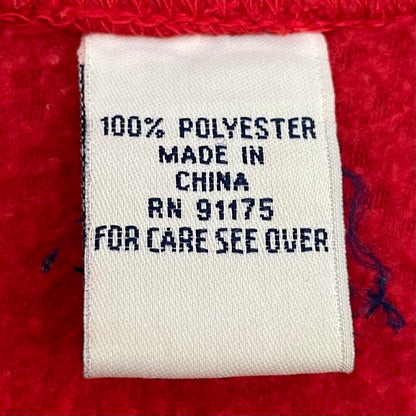 100% POLYESTER
MADE IN
CHINA
RN 91175
FOR CARE SEE OVER